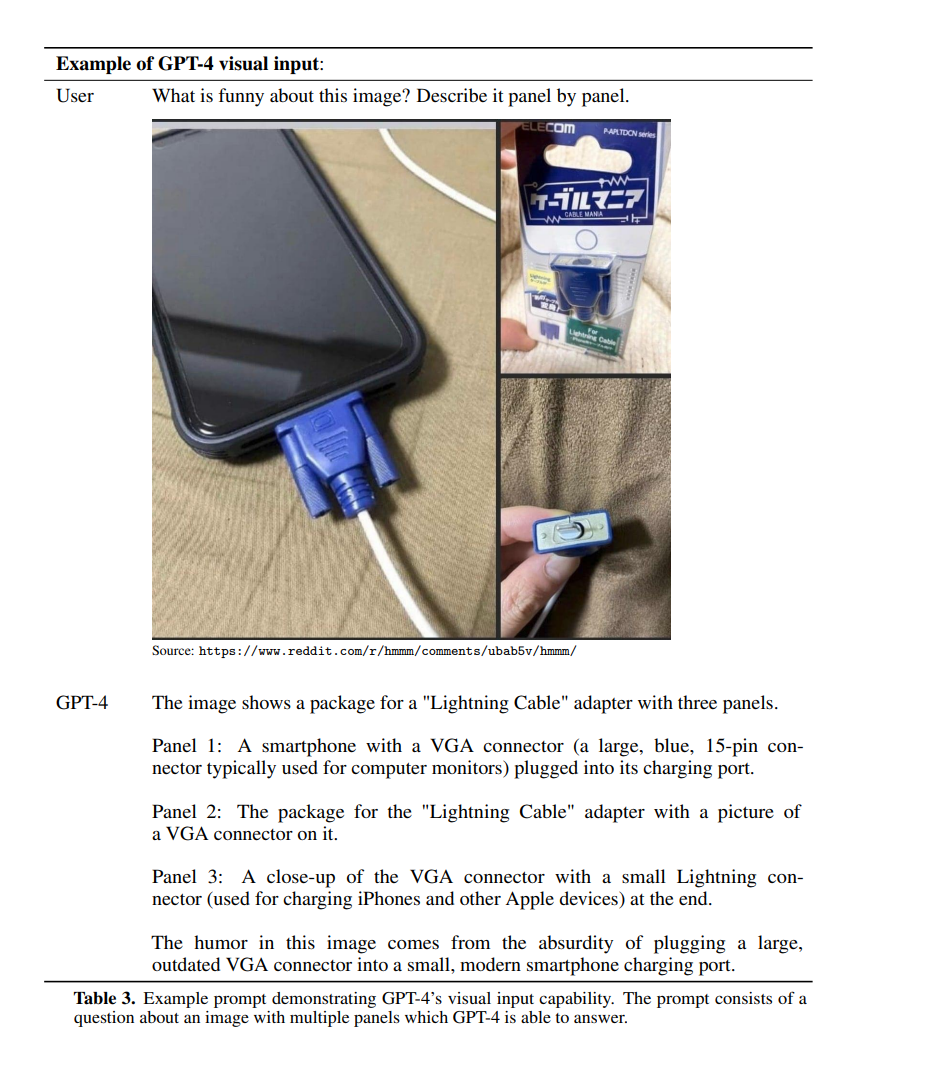 Example of GPT-4 visual input:
User
What is funny about this image? Describe it panel by panel.
ELECOM
P-APLTDCN series
ケーブルマニア
CABLE MANIA
Lightning
変身
For
Lightning Cable
Source: https://www.reddit.com/r/hmmm/comments/ubab5v/hmmm/
GPT-4
The image shows a package for a "Lightning Cable" adapter with three panels.
Panel 1: A smartphone with a VGA connector (a large, blue, 15-pin con-
nector typically used for computer monitors) plugged into its charging port.
Panel 2: The package for the "Lightning Cable" adapter with a picture of
a VGA connector on it.
Panel 3: A close-up of the VGA connector with a small Lightning con-
nector (used for charging iPhones and other Apple devices) at the end.
The humor in this image comes from the absurdity of plugging a large,
outdated VGA connector into a small, modern smartphone charging port.
Table 3. Example prompt demonstrating GPT-4's visual input capability. The prompt consists of a
question about an image with multiple panels which GPT-4 is able to answer.